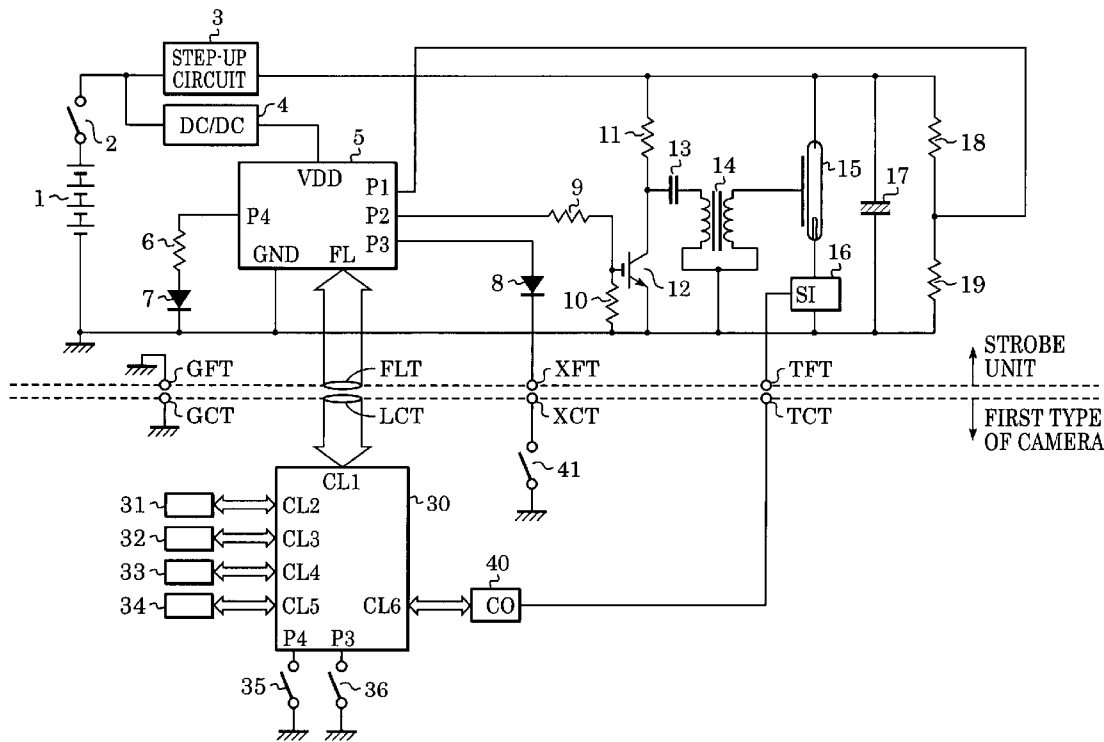 3
STEP-UP
CIRCUIT
4
DC/DC
2
5
VDD
P1
P2
P3
P4
GND FL
1
6
7
8
9
10
11
12
13
14
15
16
SI
17
18
19
GFT
FLT
XFT
TFT
STROBE
UNIT
GCT
LCT
XCT
TCT
FIRST TYPE
OF CAMERA
41
CL1
30
31
CL2
32
CL3
33
CL4
34
CL5
CL6
40
CO
P4 P3
35
36